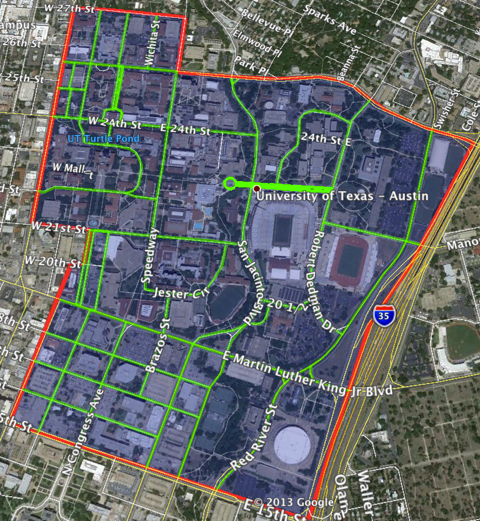 W 27th St
Sparks Ave
Bellevue Pl
Elmwood Pl
Park Pl
Wichita St
W 26th St
W 25th St
W 24th St
E 24th St
24th St E
UT Turtle Pond
W Mall
University of Texas - Austin
W 21st St
W 20th St
Speedway
San Jacinto
Robert Dedman Dr
Jester Cir
20 1/2
Brazos St
35
E Martin Luther King Jr Blvd
N Congress Ave
Red River St
E 15th St
© 2013 Google